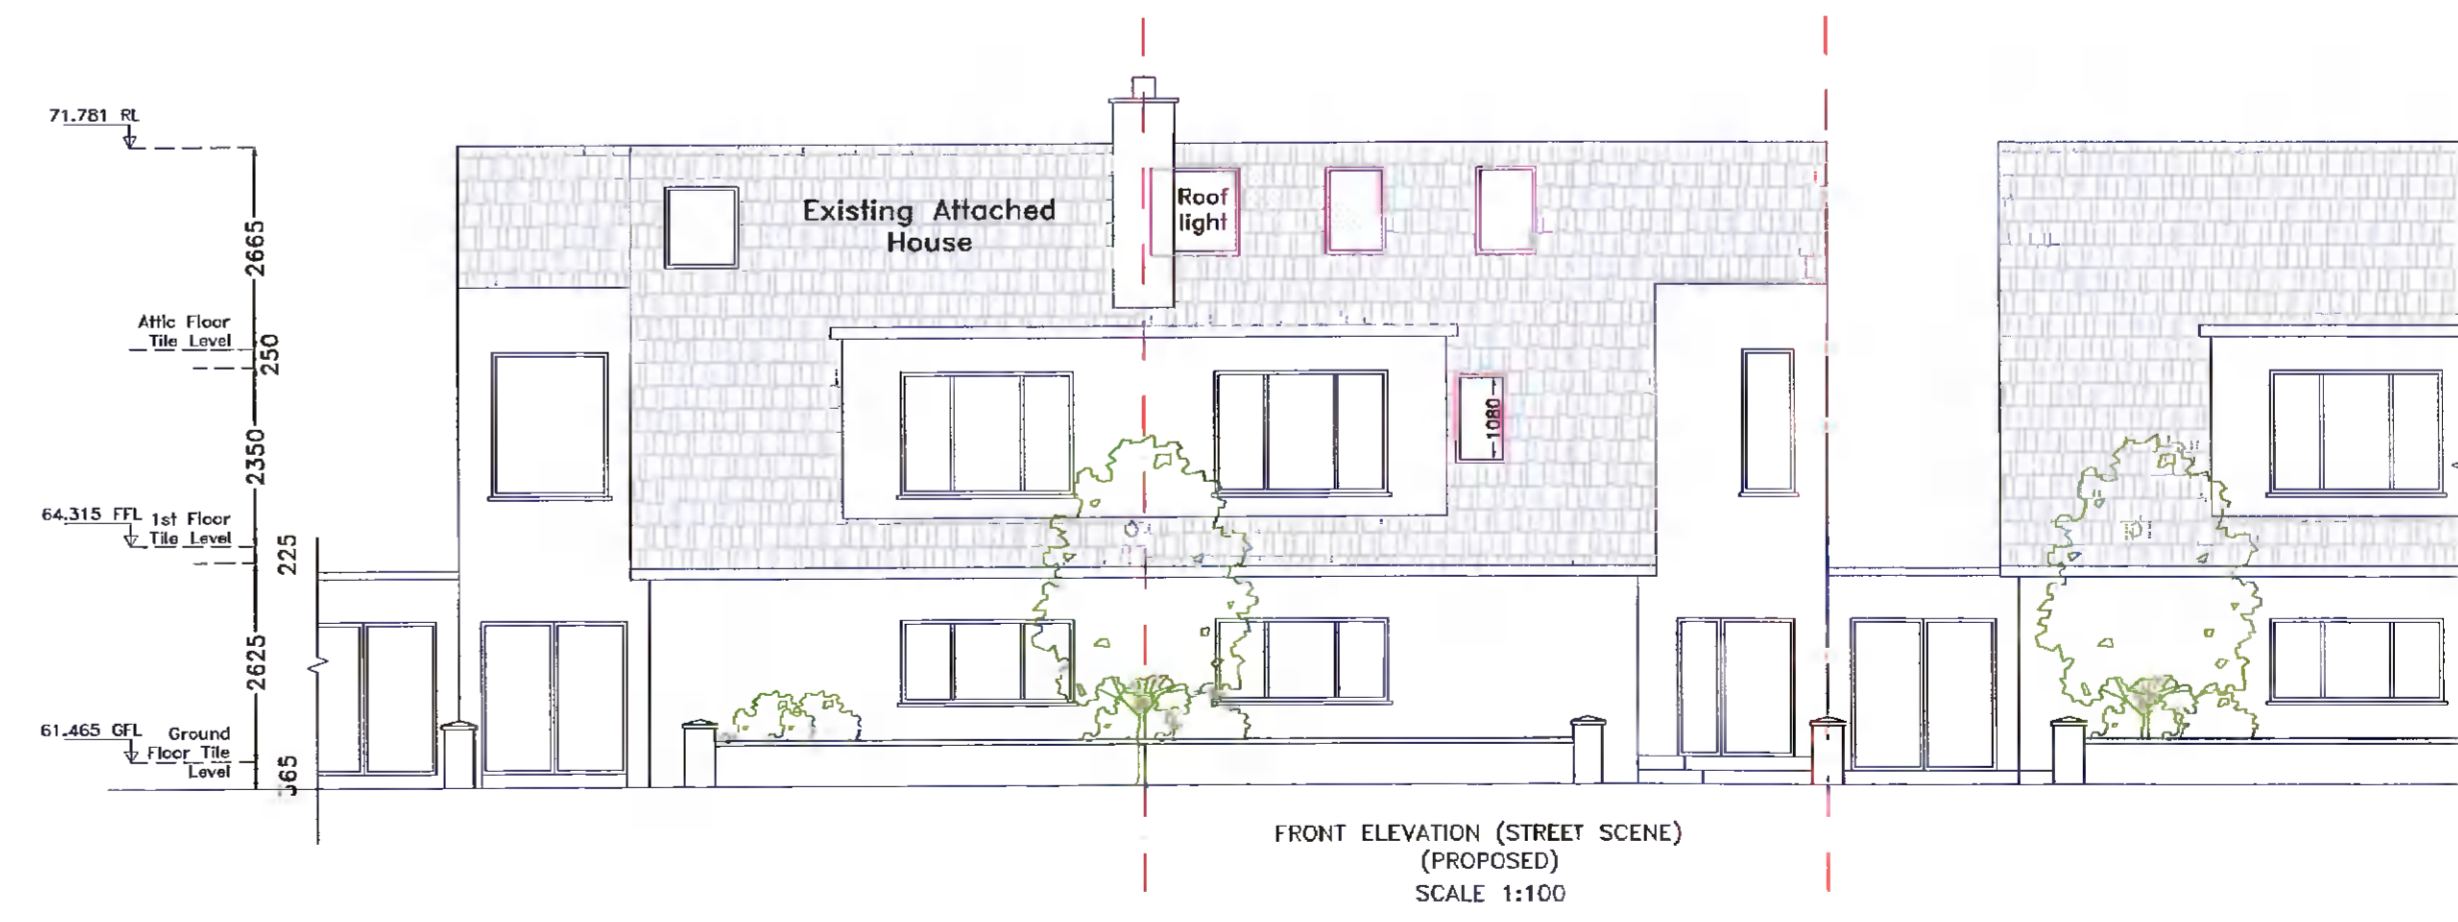 71.781 RL
2665
Attic Floor
Tile Level
250
2350
64.315 FFL 1st Floor
Tile Level
225
2625
61.465 GFL Ground
Floor Tile
Level
Existing Attached
House
Roof
light
1080
FRONT ELEVATION (STREET SCENE)
(PROPOSED)
SCALE 1:100